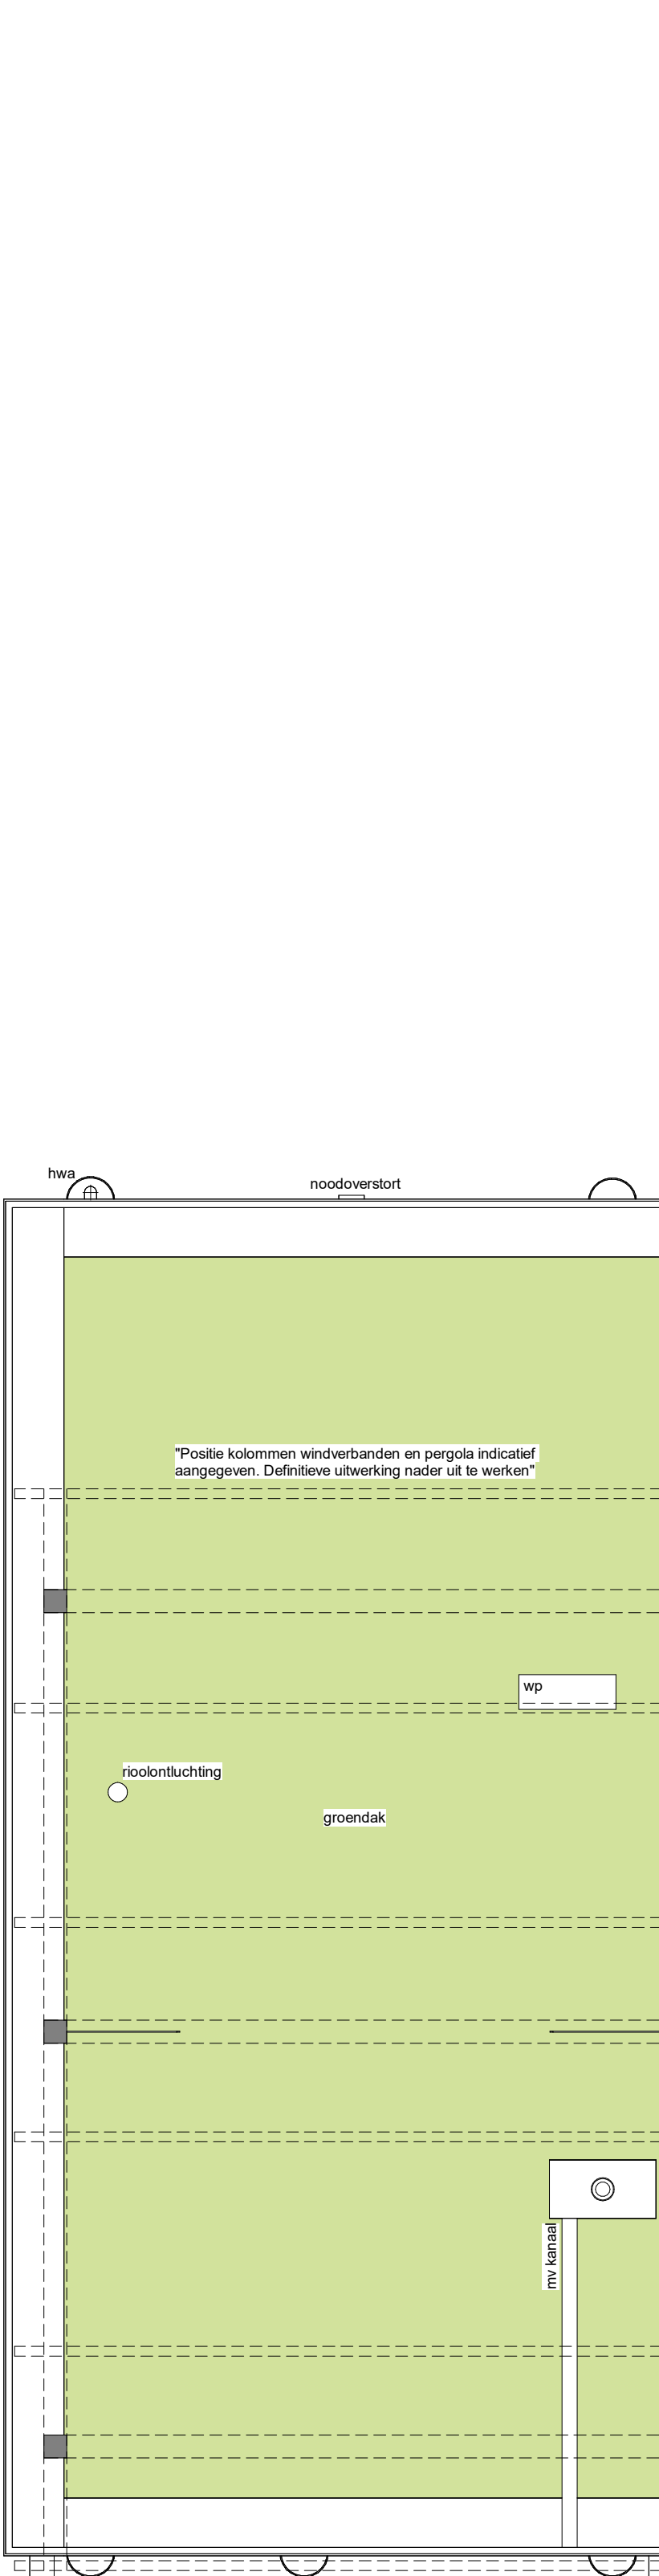 hwa
noodoverstort
"Positie kolommen windverbanden en pergola indicatief
aangegeven. Definitieve uitwerking nader uit te werken"
wp
rioolontluchting
groendak
mv kanaal